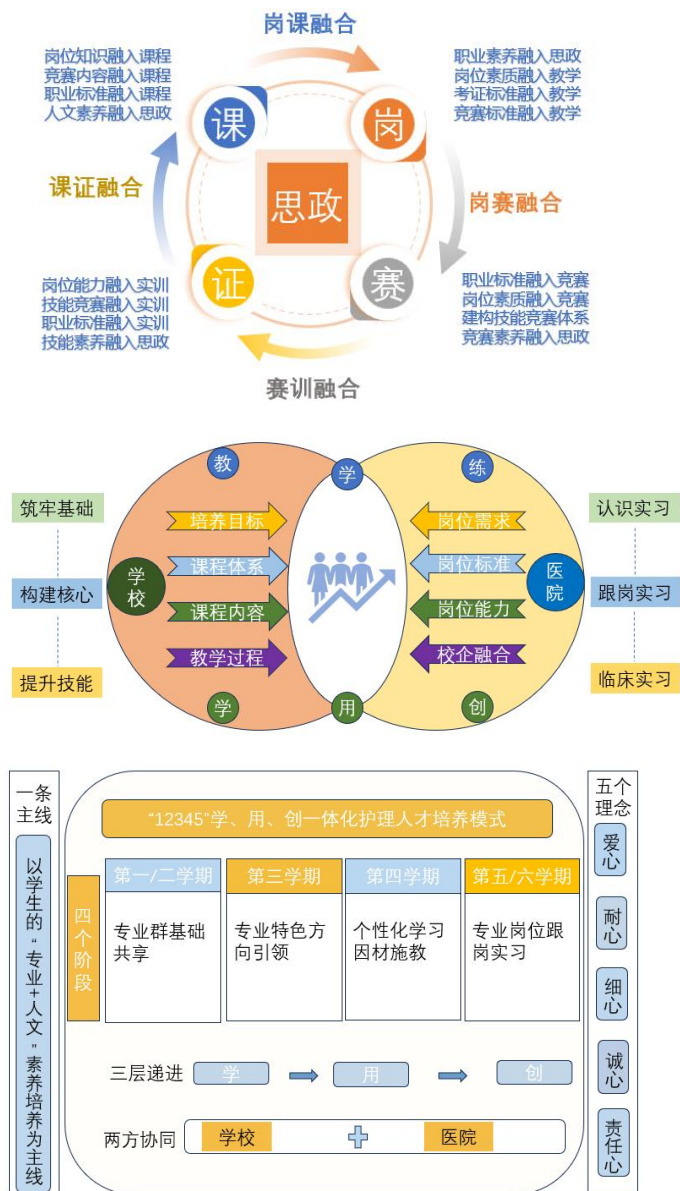 岗课融合
岗位知识融入课程
竞赛内容融入课程
职业标准融入课程
人文素养融入思政
职业素养融入思政
岗位素质融入教学
考证标准融入教学
竞赛标准融入教学
课
岗
课证融合
思政
岗赛融合
证
赛
岗位能力融入实训
技能竞赛融入实训
职业标准融入实训
技能素养融入思政
职业标准融入竞赛
岗位素质融入竞赛
建构技能竞赛体系
竞赛素养融入思政
赛训融合
教
学
练
筑牢基础
培养目标
岗位需求
认识实习
学校
课程体系
岗位标准
医院
构建核心
跟岗实习
课程内容
岗位能力
教学过程
校企融合
提升技能
临床实习
学
用
创
一条
主线
以学生的“专业+人文”素养培养为主线
“12345”学、用、创一体化护理人才培养模式
四个阶段
第一/二学期
第三学期
第四学期
第五/六学期
专业群基础
共享
专业特色方
向引领
个性化学习
因材施教
专业岗位跟
岗实习
三层递进
学
用
创
两方协同
学校
医院
五个
理念
爱心
耐心
细心
诚心
责任心